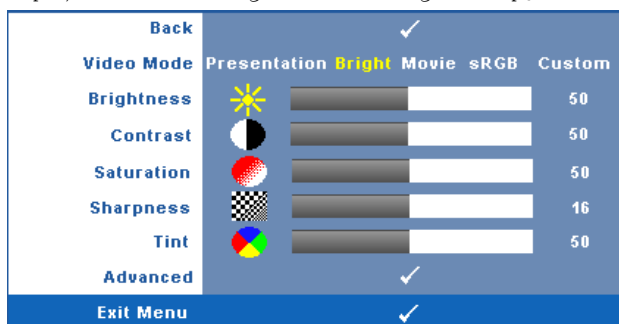 Back
Video Mode Presentation Bright Movie sRGB Custom
Brightness 50
Contrast 50
Saturation 50
Sharpness 16
Tint 50
Advanced
Exit Menu